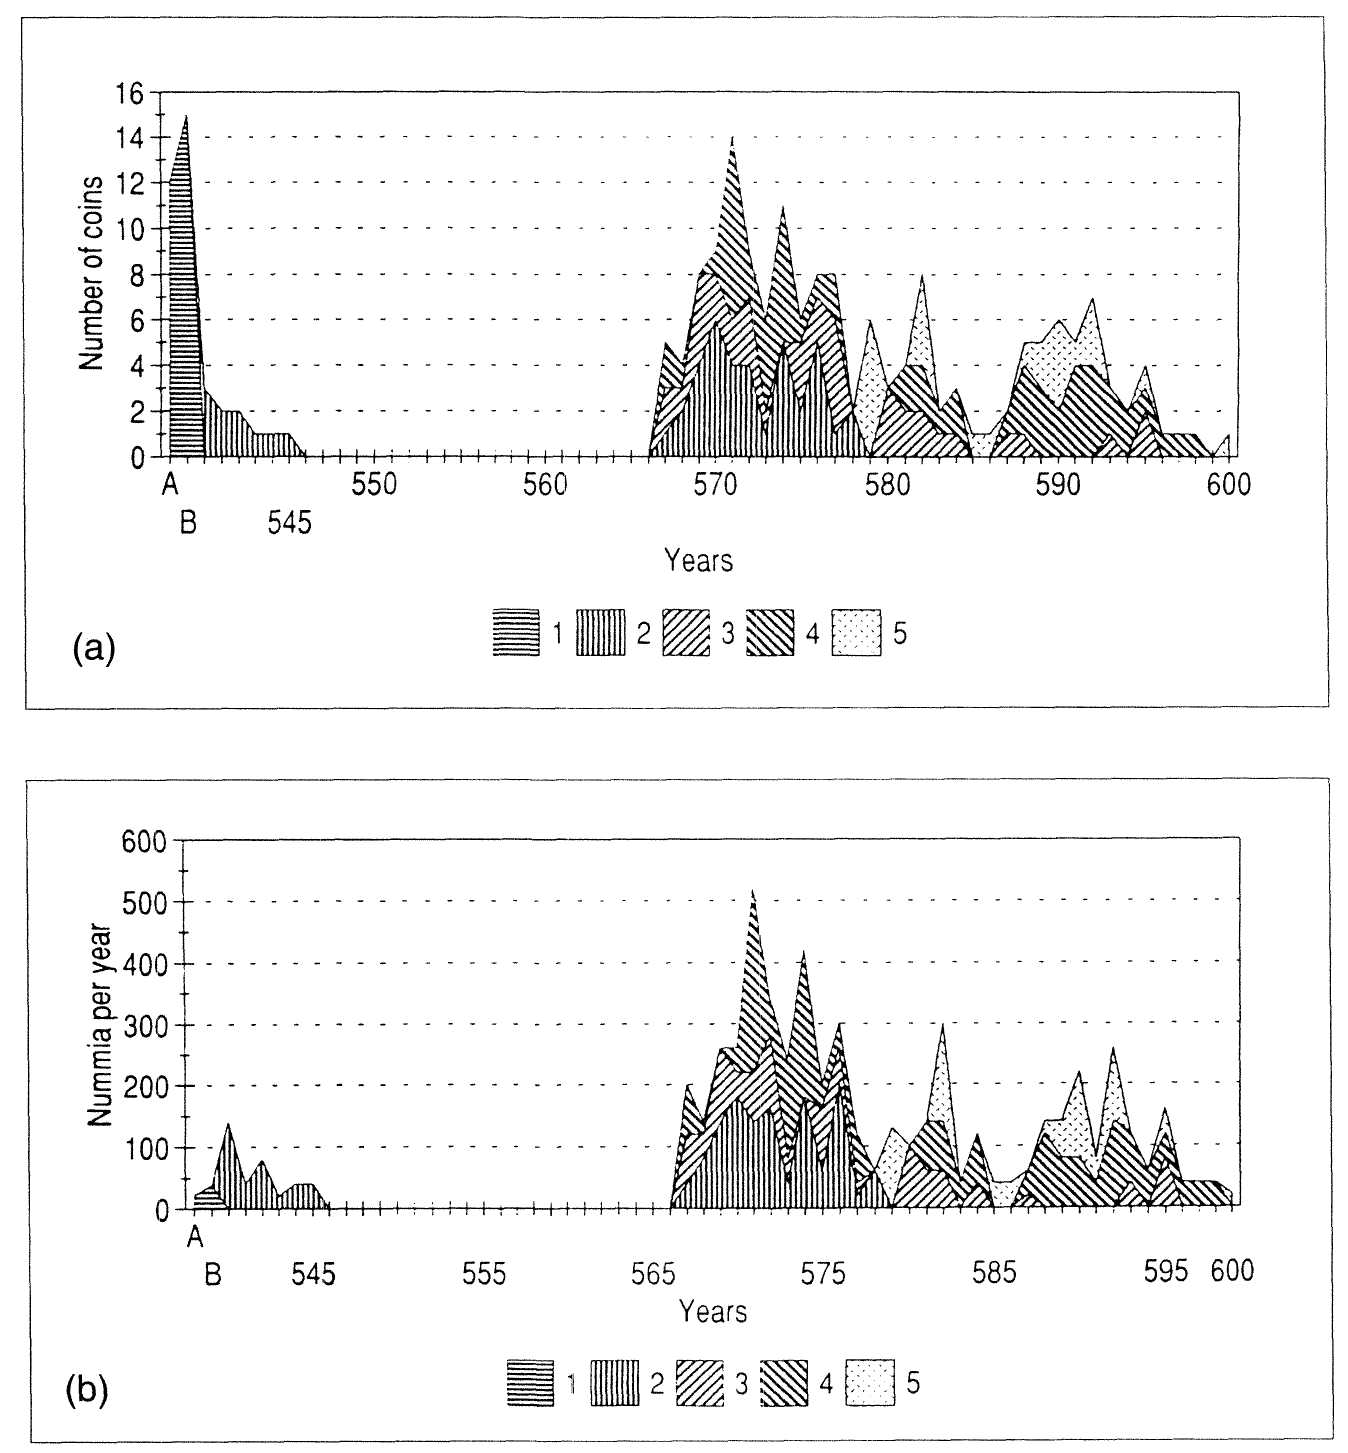 16
14
12
10
8
6
4
2
0
Number of coins
A 550 560 570 580 590 600
B 545
Years
1 2 3 4 5
(a)
600
500
400
300
200
100
0
Nummia per year
A
B 545 555 565 575 585 595 600
Years
1 2 3 4 5
(b)